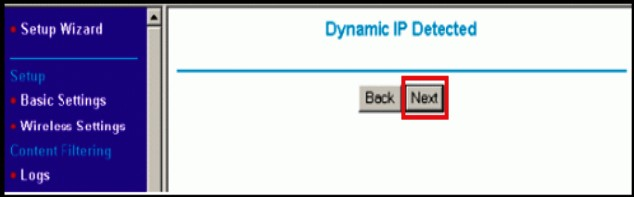 Setup Wizard
Dynamic IP Detected
Setup
Basic Settings
Wireless Settings
Content Filtering
Logs
Back Next